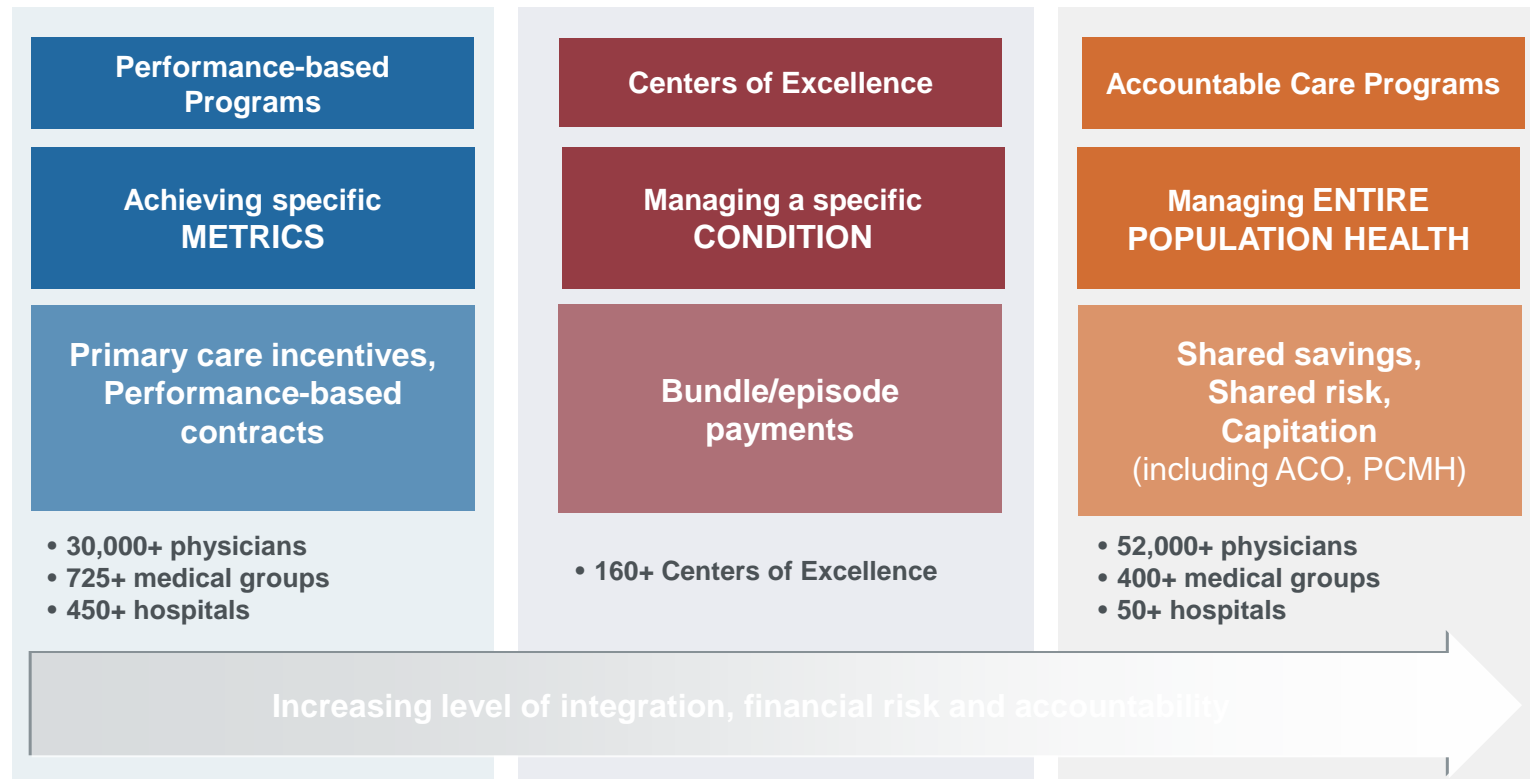 Performance-based
Programs
Achieving specific
METRICS
Primary care incentives,
Performance-based
contracts
• 30,000+ physicians
• 725+ medical groups
• 450+ hospitals
Centers of Excellence
Managing a specific
CONDITION
Bundle/episode
payments
• 160+ Centers of Excellence
Accountable Care Programs
Managing ENTIRE
POPULATION HEALTH
Shared savings,
Shared risk,
Capitation
(including ACO, PCMH)
• 52,000+ physicians
• 400+ medical groups
• 50+ hospitals
Increasing level of integration, financial risk and accountability